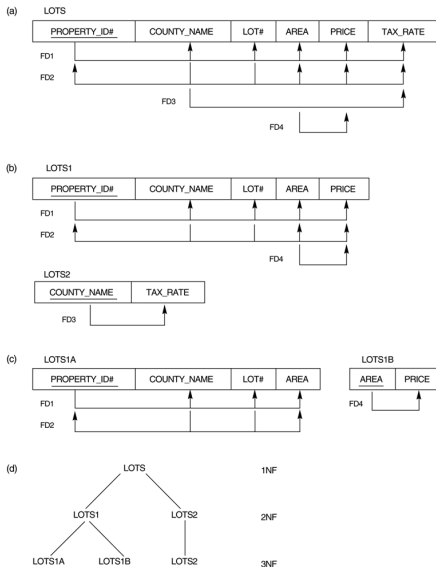 (a) LOTS
PROPERTY_ID# COUNTY_NAME LOT# AREA PRICE TAX_RATE
FD1
FD2
FD3
FD4
(b) LOTS1
PROPERTY_ID# COUNTY_NAME LOT# AREA PRICE
FD1
FD2
FD4
LOTS2
COUNTY_NAME TAX_RATE
FD3
(c) LOTS1A LOTS1B
PROPERTY_ID# COUNTY_NAME LOT# AREA AREA PRICE
FD1 FD4
FD2
(d) LOTS 1NF
LOTS1 LOTS2 2NF
LOTS1A LOTS1B LOTS2 3NF